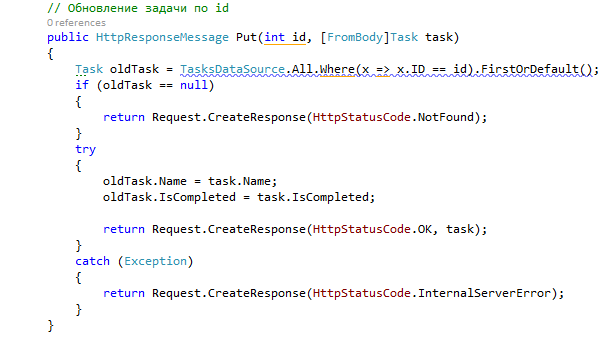 // Обновление задачи по id
0 references
public HttpResponseMessage Put(int id, [FromBody]Task task)
{
Task oldTask = TasksDataSource.All.Where(x => x.ID == id).FirstOrDefault();
if (oldTask == null)
{
return Request.CreateResponse(HttpStatusCode.NotFound);
}
try
{
oldTask.Name = task.Name;
oldTask.IsCompleted = task.IsCompleted;
return Request.CreateResponse(HttpStatusCode.OK, task);
}
catch (Exception)
{
return Request.CreateResponse(HttpStatusCode.InternalServerError);
}
}